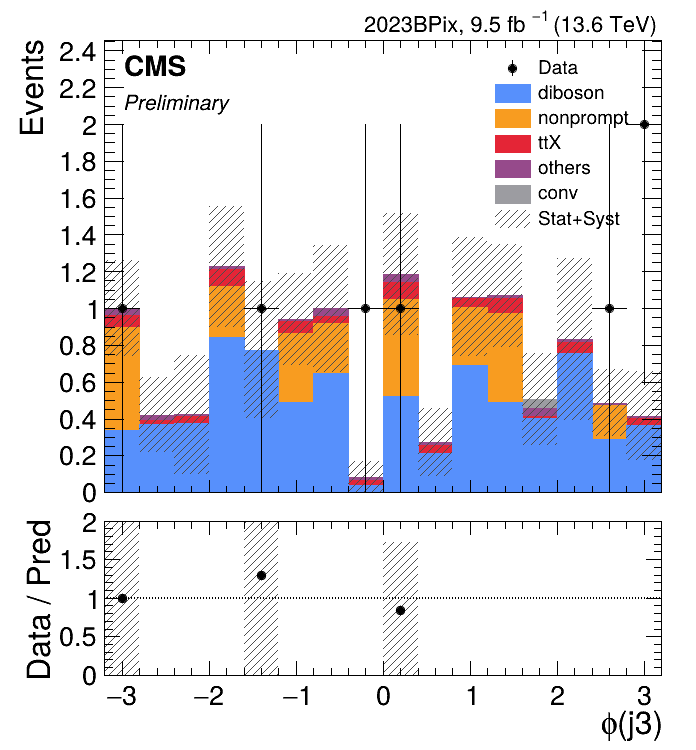 2023BPix, 9.5 fb⁻¹ (13.6 TeV)
Events
CMS
Preliminary
Data
diboson
nonprompt
ttX
others
conv
Stat+Syst
2.4
2.2
2
1.8
1.6
1.4
1.2
1
0.8
0.6
0.4
0.2
0
Data / Pred
2
1.5
1
0.5
0
−3 −2 −1 0 1 2 3
ϕ(j3)